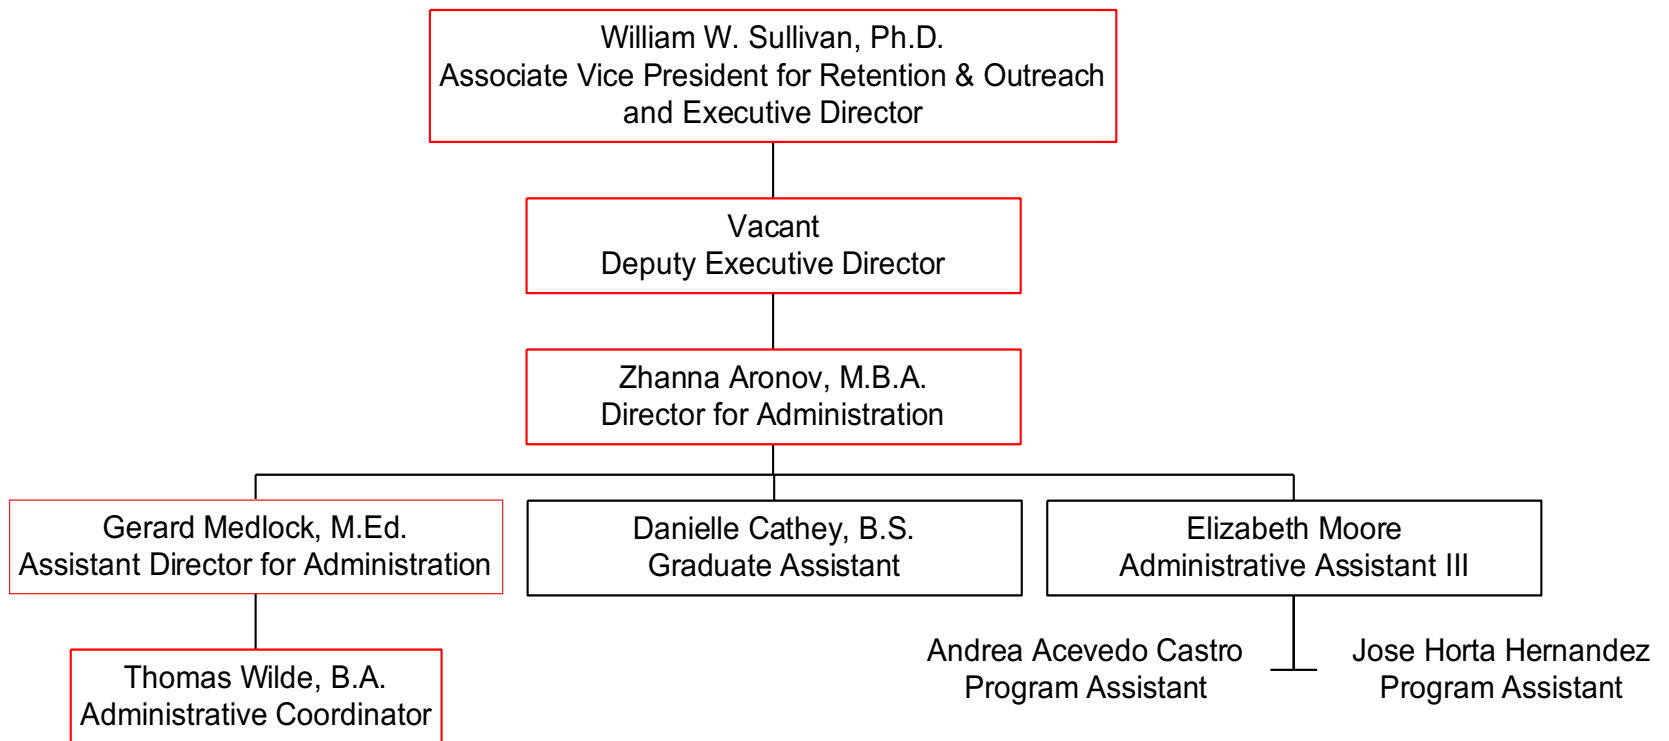 William W. Sullivan, Ph.D.
Associate Vice President for Retention & Outreach
and Executive Director
Vacant
Deputy Executive Director
Zhanna Aronov, M.B.A.
Director for Administration
Gerard Medlock, M.Ed.
Assistant Director for Administration
Danielle Cathey, B.S.
Graduate Assistant
Elizabeth Moore
Administrative Assistant III
Thomas Wilde, B.A.
Administrative Coordinator
Andrea Acevedo Castro
Program Assistant
Jose Horta Hernandez
Program Assistant